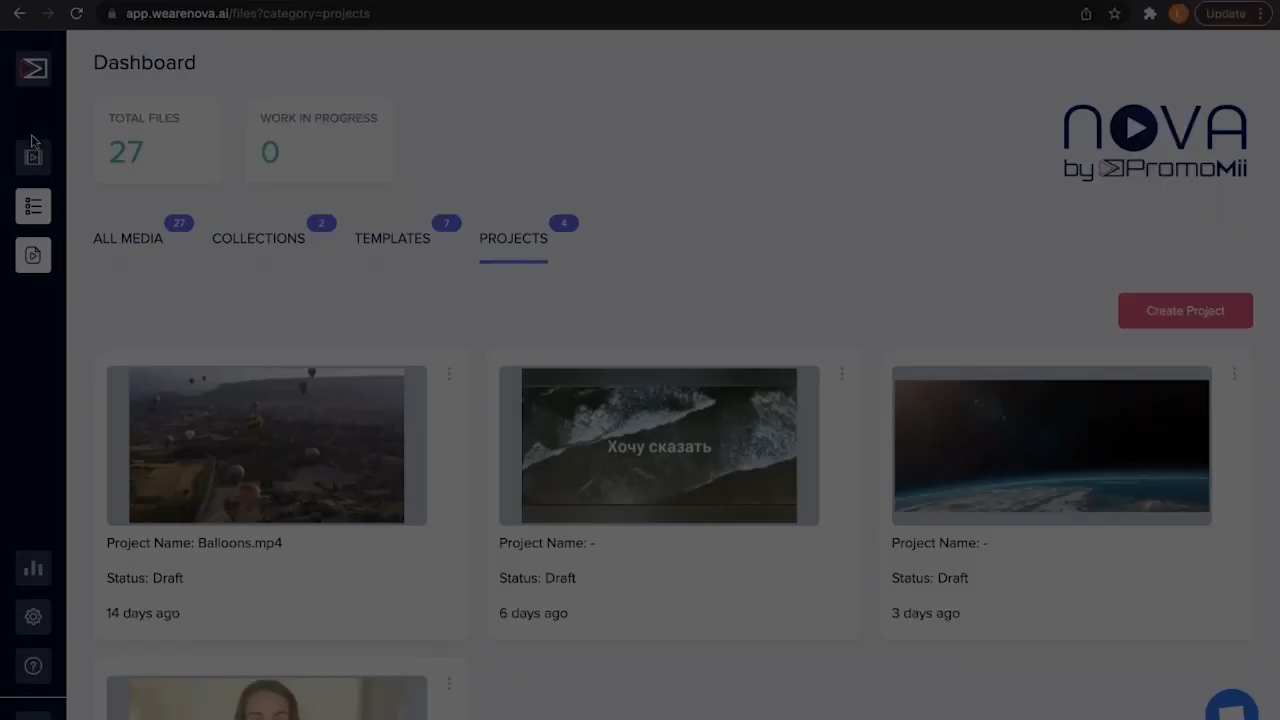 app.wearenova.ai/files?category=projects
L
Update
Dashboard
TOTAL FILES
27
WORK IN PROGRESS
0
NOVA
by PromoMii
ALL MEDIA 27
COLLECTIONS 2
TEMPLATES 7
PROJECTS 4
Create Project
Хочу сказать
Project Name: Balloons.mp4
Status: Draft
14 days ago
Project Name: -
Status: Draft
6 days ago
Project Name: -
Status: Draft
3 days ago